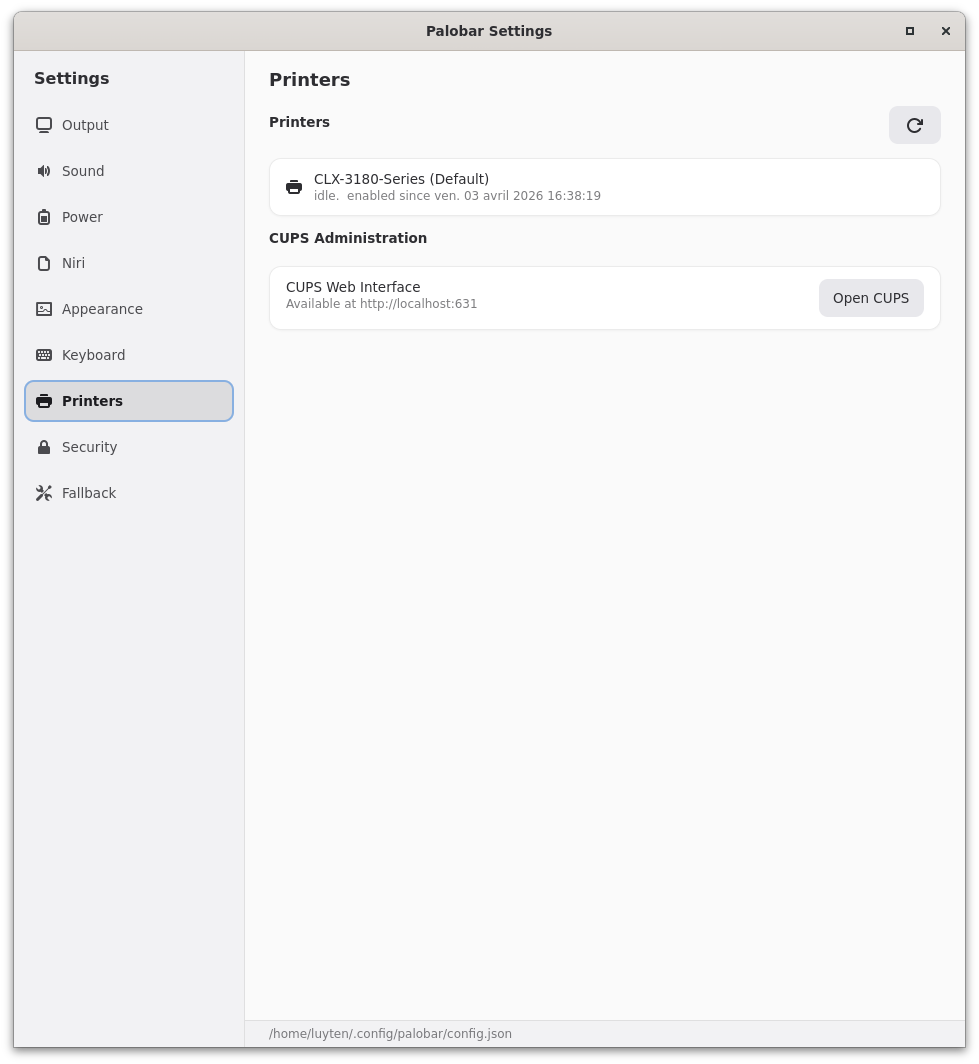 Palobar Settings
Settings
Output
Sound
Power
Niri
Appearance
Keyboard
Printers
Security
Fallback
Printers
Printers
CLX-3180-Series (Default)
idle.  enabled since ven. 03 avril 2026 16:38:19
CUPS Administration
CUPS Web Interface
Available at http://localhost:631
Open CUPS
/home/luyten/.config/palobar/config.json